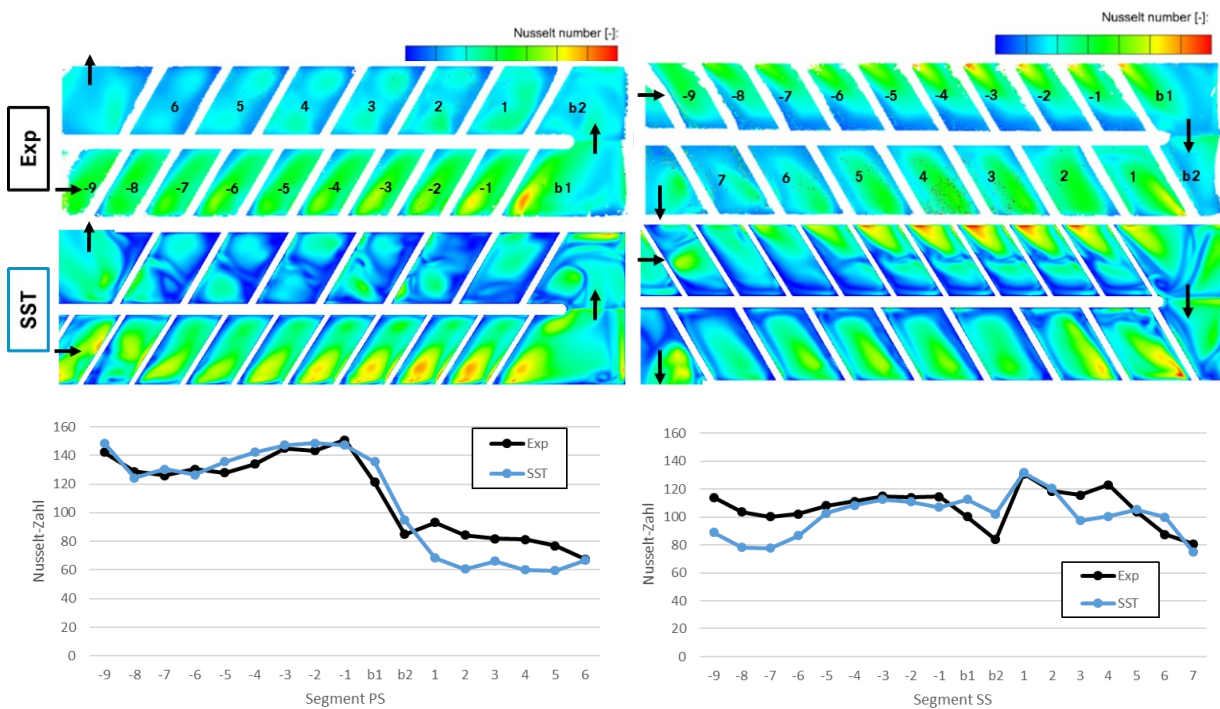 Nusselt number [-]:
Nusselt number [-]:
Exp
6 5 4 3 2 1 b2
-9 -8 -7 -6 -5 -4 -3 -2 -1 b1
-9 -8 -7 -6 -5 -4 -3 -2 -1 b1
7 6 5 4 3 2 1 b2
SST
160
140
120
100
80
60
40
20
0
Nusselt-Zahl
Exp
SST
-9 -8 -7 -6 -5 -4 -3 -2 -1 b1 b2 1 2 3 4 5 6
Segment PS
160
140
120
100
80
60
40
20
0
Nusselt-Zahl
Exp
SST
-9 -8 -7 -6 -5 -4 -3 -2 -1 b1 b2 1 2 3 4 5 6 7
Segment SS